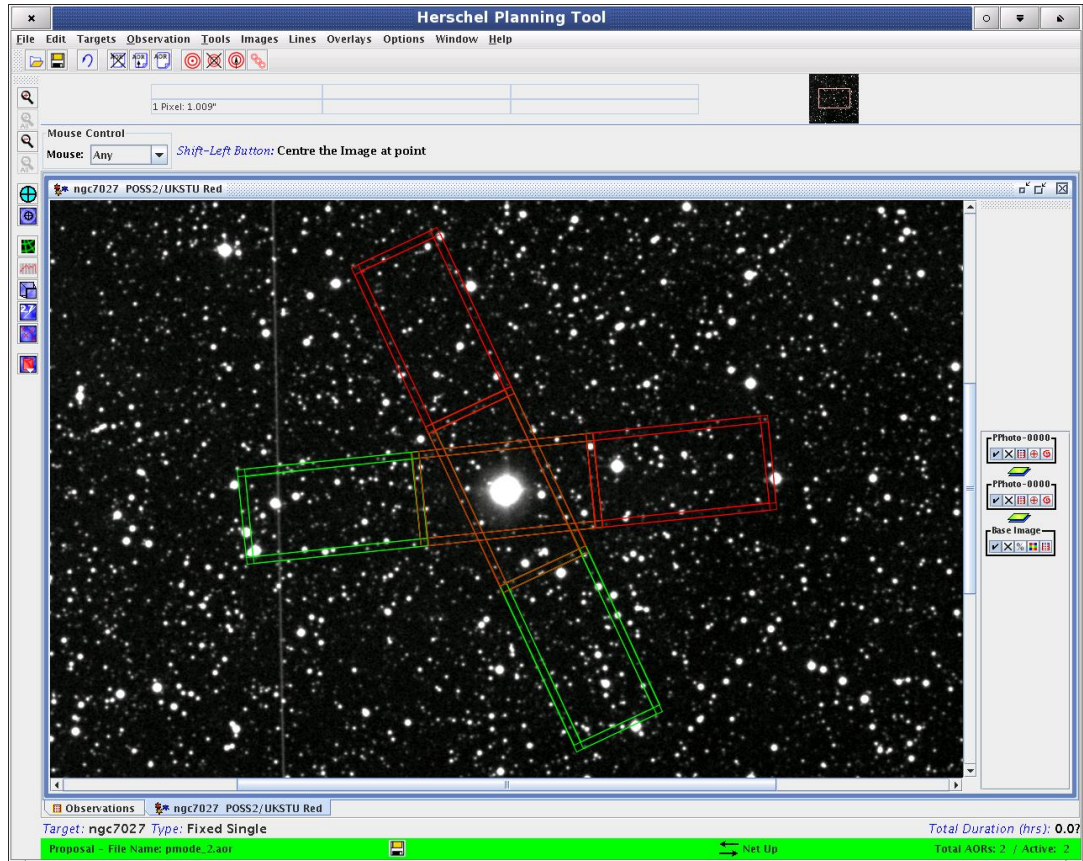 Herschel Planning Tool
File Edit Targets Observation Tools Images Lines Overlays Options Window Help
AOR AOR AOR
1 Pixel: 1.009"
Mouse Control
Mouse: Any Shift-Left Button: Centre the Image at point
ngc7027 POSS2/UKSTU Red
PPhoto-0000
PPhoto-0000
Base Image
Observations ngc7027 POSS2/UKSTU Red
Target: ngc7027 Type: Fixed Single Total Duration (hrs): 0.0?
Proposal - File Name: pmode_2.aor Net Up Total AORs: 2 / Active: 2